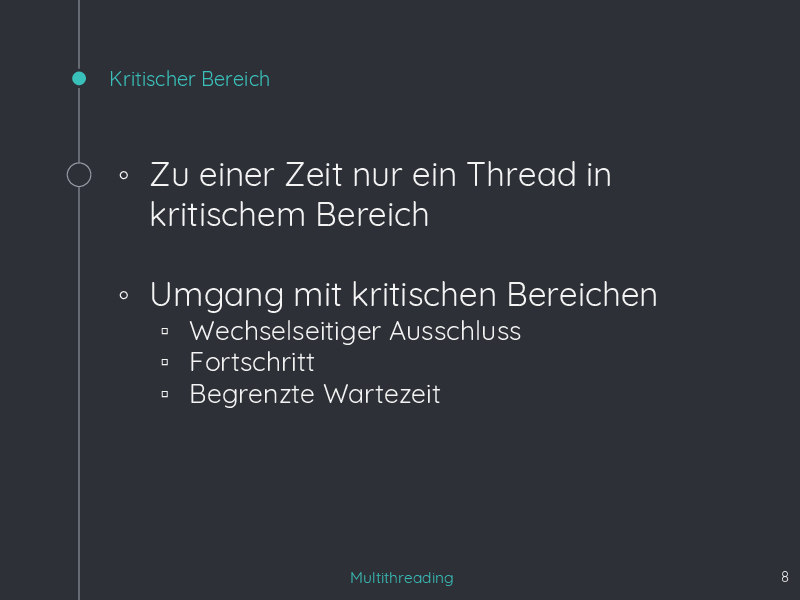 Kritischer Bereich
Zu einer Zeit nur ein Thread in
kritischem Bereich
Umgang mit kritischen Bereichen
Wechselseitiger Ausschluss
Fortschritt
Begrenzte Wartezeit
Multithreading
8